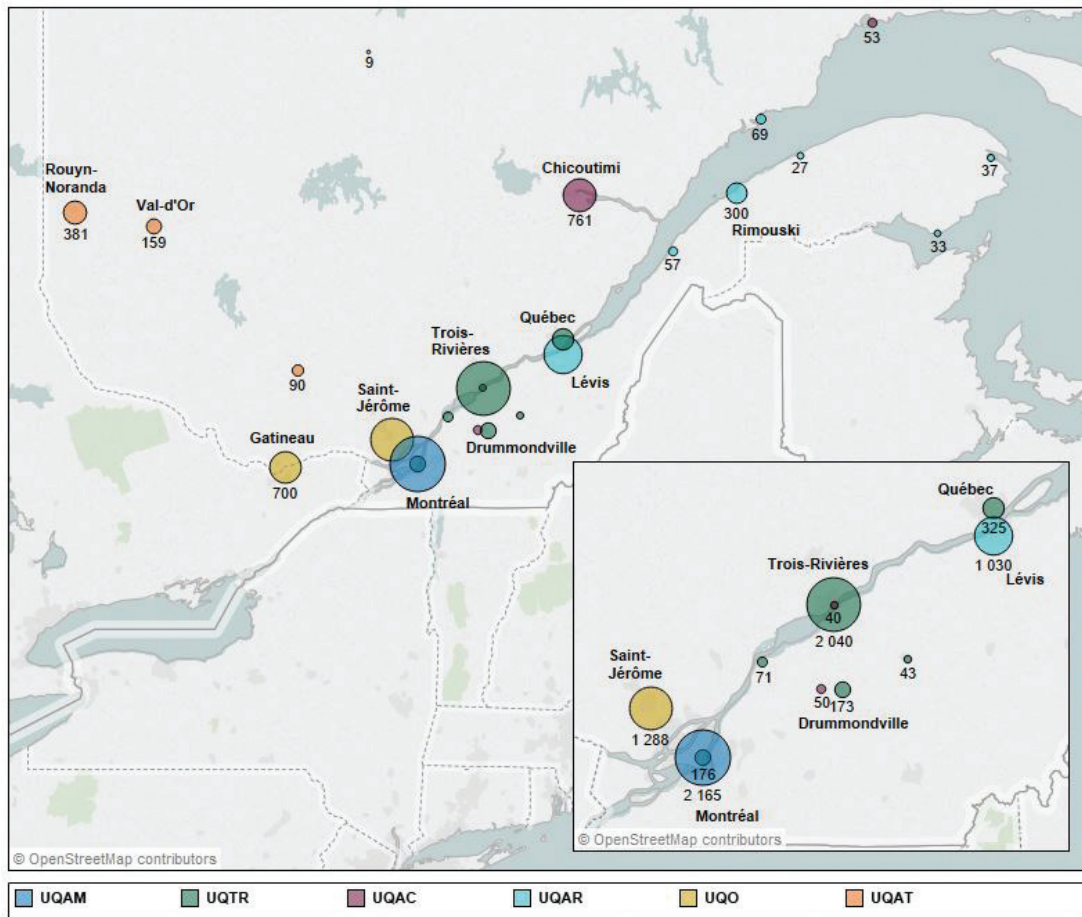 53
9
69
27
37
Rouyn-
Noranda
381
Val-d'Or
159
Chicoutimi
761
300
Rimouski
33
57
Québec
Trois-
Rivières
Lévis
90
Saint-
Jérôme
Drummondville
Gatineau
700
Montréal
Québec
325
1 030
Lévis
Trois-Rivières
40
2 040
Saint-
Jérôme
71
43
50
173
Drummondville
1 288
176
2 165
Montréal
© OpenStreetMap contributors
© OpenStreetMap contributors
UQAM UQTR UQAC UQAR UQO UQAT